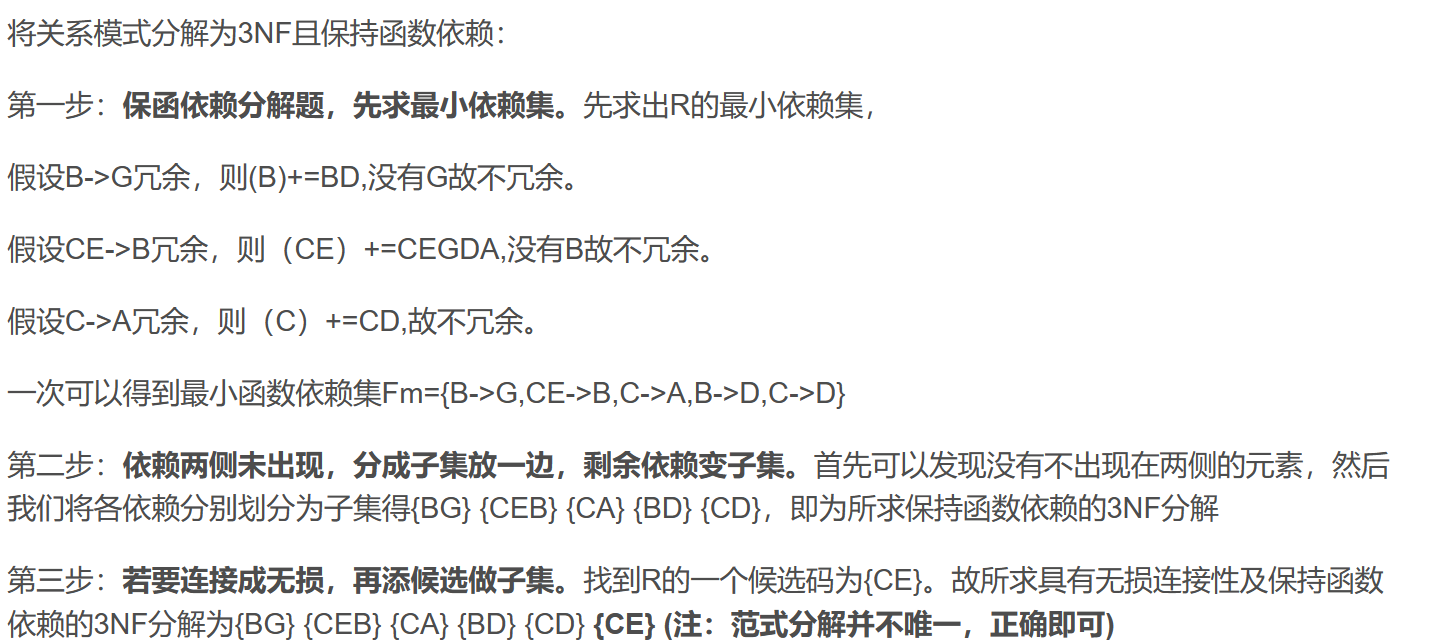 将关系模式分解为3NF且保持函数依赖：
第一步：保函依赖分解题，先求最小依赖集。先求出R的最小依赖集，
假设B->G冗余，则(B)+=BD,没有G故不冗余。
假设CE->B冗余，则（CE）+=CEGDA,没有B故不冗余。
假设C->A冗余，则（C）+=CD,故不冗余。
一次可以得到最小函数依赖集Fm={B->G,CE->B,C->A,B->D,C->D}
第二步：依赖两侧未出现，分成子集放一边，剩余依赖变子集。首先可以发现没有不出现在两侧的元素，然后
我们将各依赖分别划分为子集得{BG} {CEB} {CA} {BD} {CD}，即为所求保持函数依赖的3NF分解
第三步：若要连接成无损，再添候选做子集。找到R的一个候选码为{CE}。故所求具有无损连接性及保持函数
依赖的3NF分解为{BG} {CEB} {CA} {BD} {CD} {CE} (注：范式分解并不唯一，正确即可)